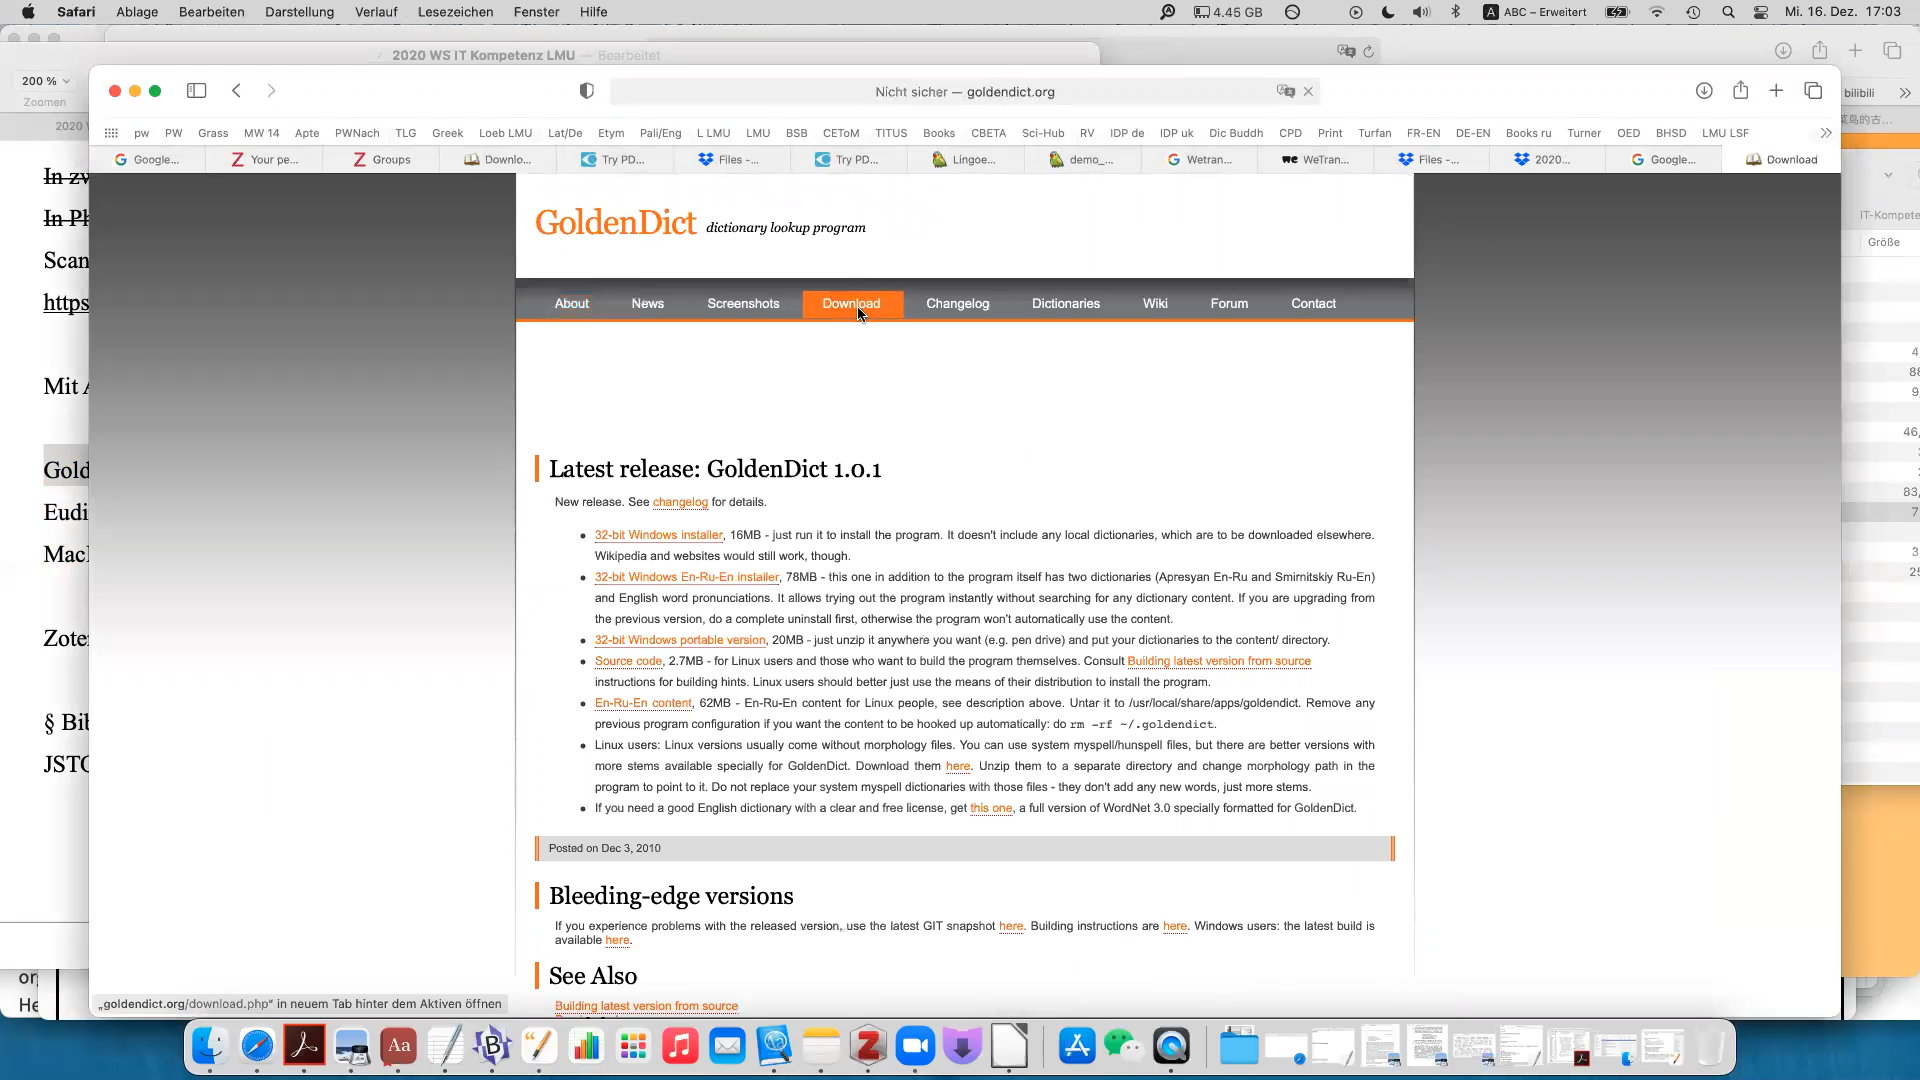 Safari Ablage Bearbeiten Darstellung Verlauf Lesezeichen Fenster Hilfe 4.45 GB A ABC – Erweitert Mi. 16. Dez. 17:03
2020 WS IT Kompetenz LMU — Bearbeitet
200 %
Zoomen
Nicht sicher — goldendict.org
bilibili
pw PW Grass MW 14 Apte PWNach TLG Greek Loeb LMU Lat/De Etym Pali/Eng L LMU LMU BSB CEToM TITUS Books CBETA Sci-Hub RV IDP de IDP uk Dic Buddh CPD Print Turfan FR-EN DE-EN Books ru Turner OED BHSD LMU LSF
Google... Your pe... Groups Downlo... Try PD... Files -... Try PD... Lingoe... demo_... Wetran... WeTran... Files -... 2020... Google... Download
2020
In zv
In Ph
Scan
https
Mit
Gold
Eudi
Mac
Zote
§ Bib
JSTO
or
He
IT-Kompete
Größe
GoldenDict dictionary lookup program
About News Screenshots Download Changelog Dictionaries Wiki Forum Contact
Latest release: GoldenDict 1.0.1
New release. See changelog for details.
• 32-bit Windows installer, 16MB - just run it to install the program. It doesn't include any local dictionaries, which are to be downloaded elsewhere.
Wikipedia and websites would still work, though.
• 32-bit Windows En-Ru-En installer, 78MB - this one in addition to the program itself has two dictionaries (Apresyan En-Ru and Smirnitskiy Ru-En)
and English word pronunciations. It allows trying out the program instantly without searching for any dictionary content. If you are upgrading from
the previous version, do a complete uninstall first, otherwise the program won't automatically use the content.
• 32-bit Windows portable version, 20MB - just unzip it anywhere you want (e.g. pen drive) and put your dictionaries to the content/ directory.
• Source code, 2.7MB - for Linux users and those who want to build the program themselves. Consult Building latest version from source
instructions for building hints. Linux users should better just use the means of their distribution to install the program.
• En-Ru-En content, 62MB - En-Ru-En content for Linux people, see description above. Untar it to /usr/local/share/apps/goldendict. Remove any
previous program configuration if you want the content to be hooked up automatically: do rm -rf ~/.goldendict.
• Linux users: Linux versions usually come without morphology files. You can use system myspell/hunspell files, but there are better versions with
more stems available specially for GoldenDict. Download them here. Unzip them to a separate directory and change morphology path in the
program to point to it. Do not replace your system myspell dictionaries with those files - they don't add any new words, just more stems.
• If you need a good English dictionary with a clear and free license, get this one, a full version of WordNet 3.0 specially formatted for GoldenDict.
Posted on Dec 3, 2010
Bleeding-edge versions
If you experience problems with the released version, use the latest GIT snapshot here. Building instructions are here. Windows users: the latest build is
available here.
See Also
Building latest version from source
„goldendict.org/download.php“ in neuem Tab hinter dem Aktiven öffnen
Aa